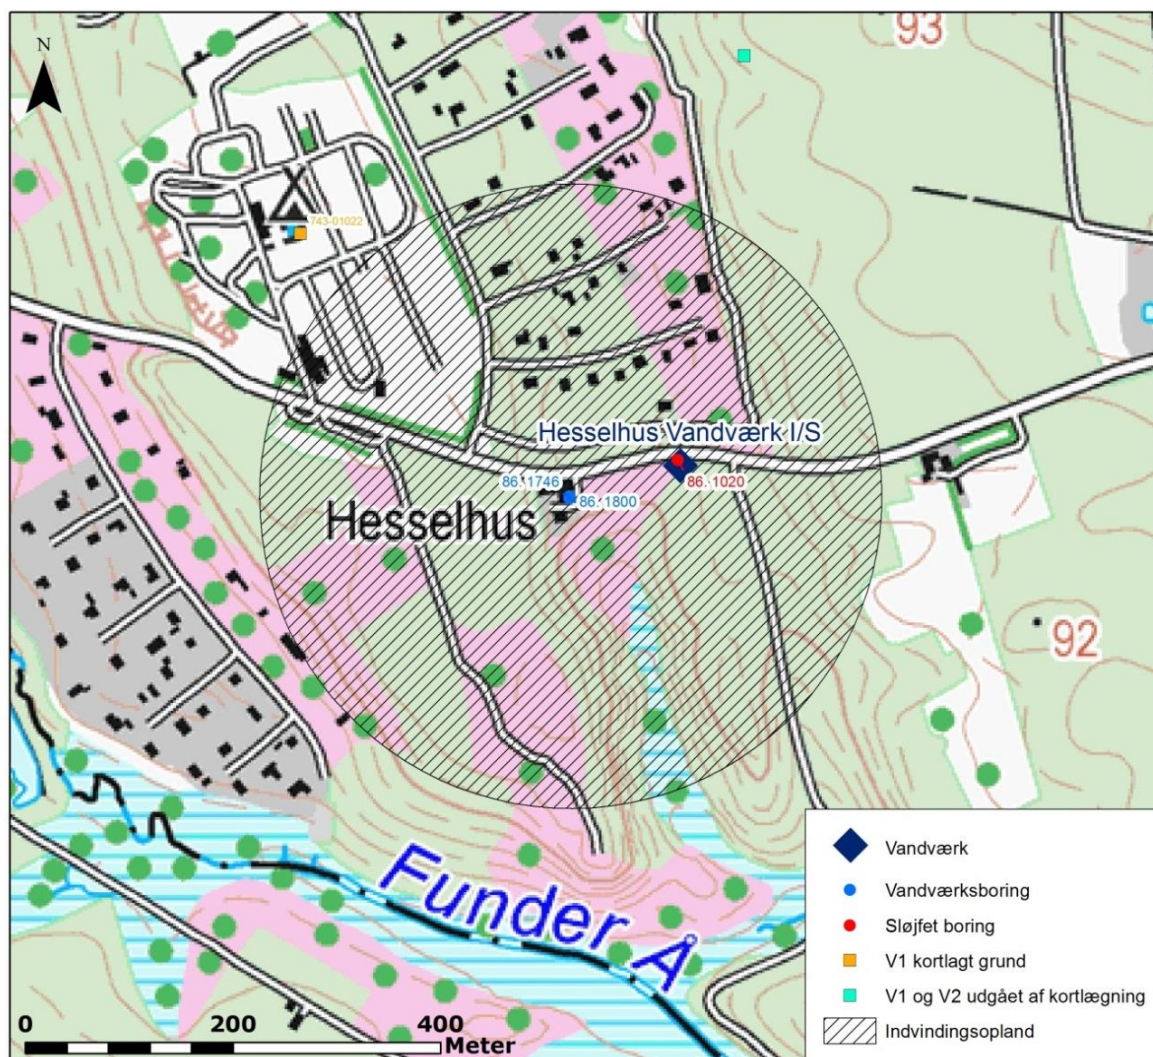 N
93
743-01022
Hesselhus Vandværk I/S
86. 1746
86. 1020
86. 1800
Hesselhus
92
Funder Å
0 200 400
Meter
Vandværk
Vandværksboring
Sløjfet boring
V1 kortlagt grund
V1 og V2 udgået af kortlægning
Indvindingsopland